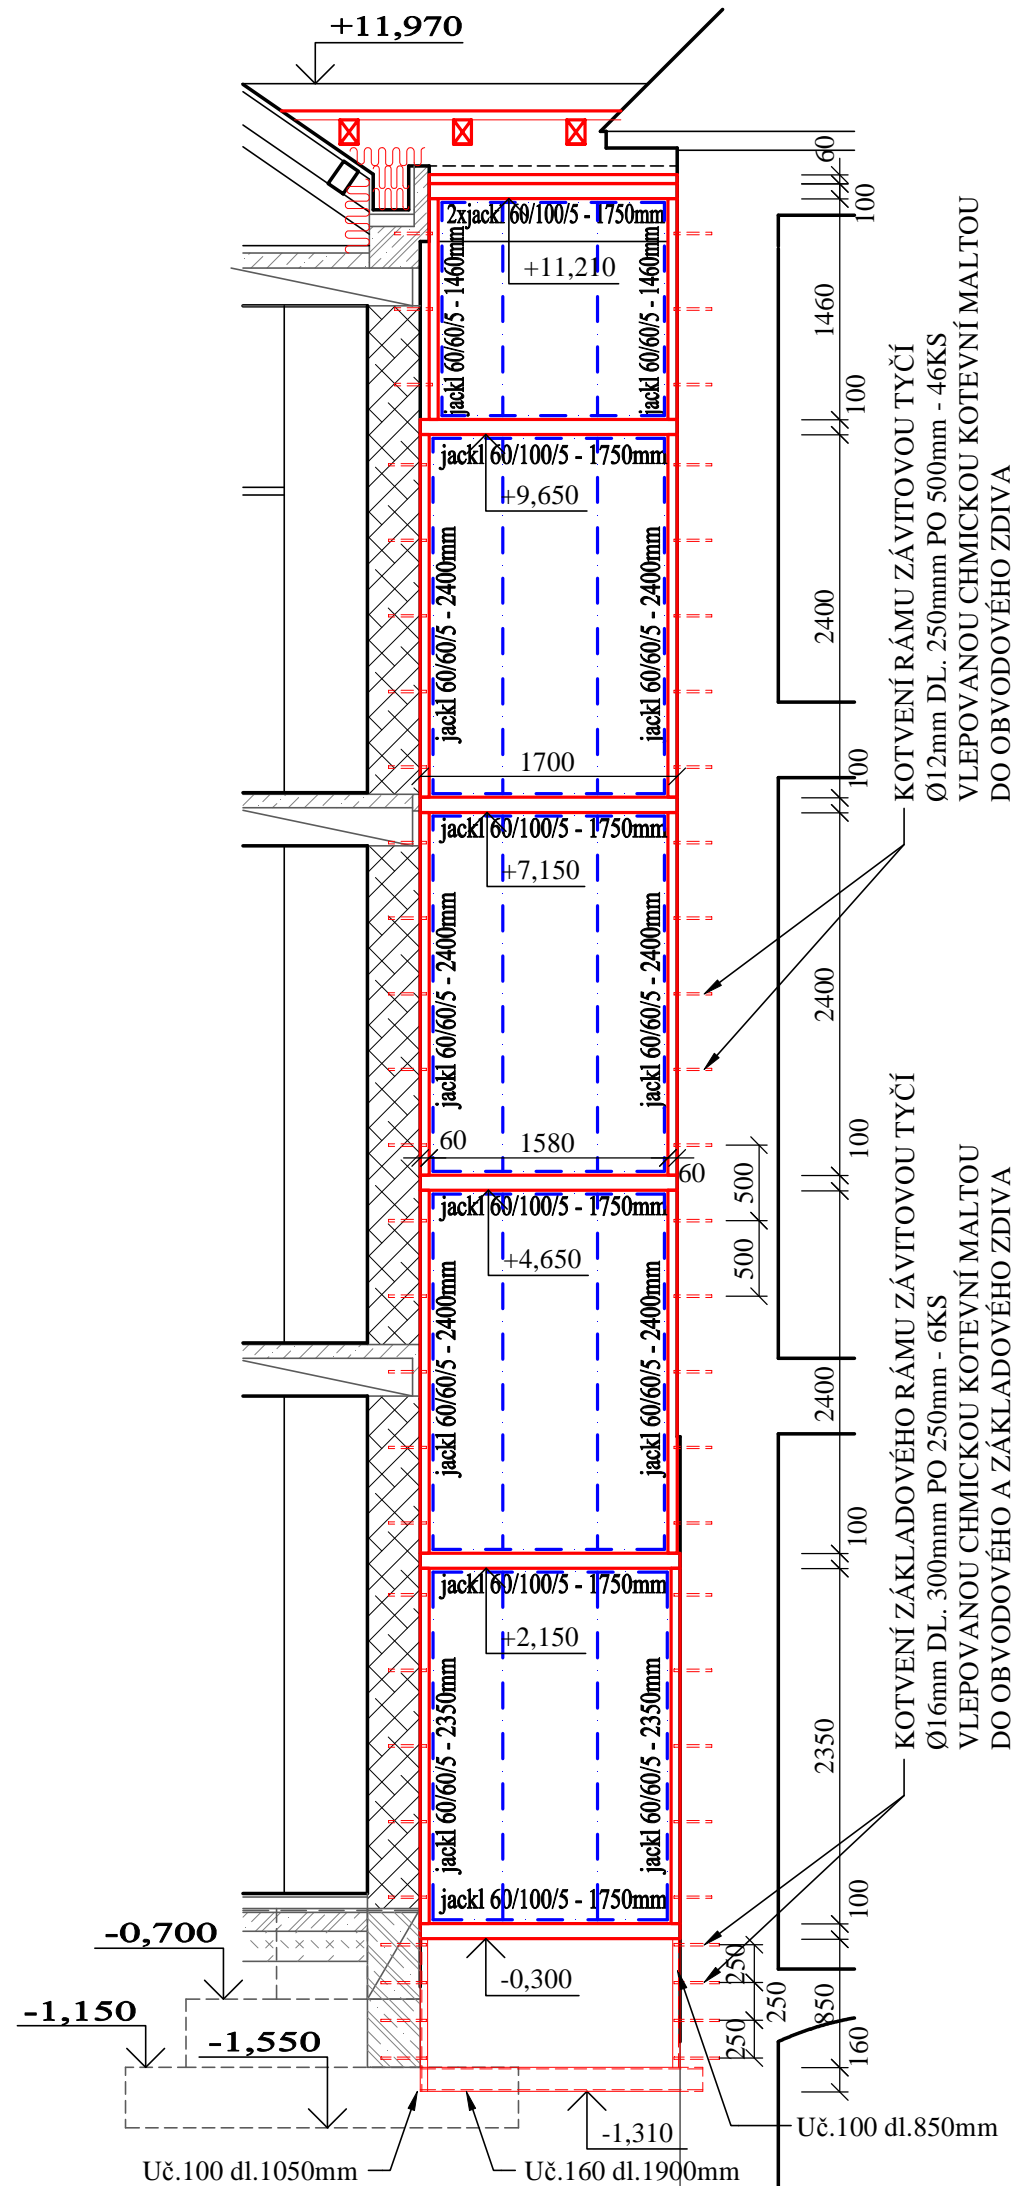 +11,970
60
100
2xjackl 60/100/5 - 1750mm
+11,210
jackl 60/60/5 - 1460mm
jackl 60/60/5 - 1460mm
1460
100
jackl 60/100/5 - 1750mm
+9,650
jackl 60/60/5 - 2400mm
jackl 60/60/5 - 2400mm
2400
1700
100
KOTVENÍ RÁMU ZÁVITOVOU TYČÍ
Ø12mm DL. 250mnm PO 500mm - 46KS
VLEPOVANOU CHMICKOU KOTEVNÍ MALTOU
DO OBVODOVÉHO ZDIVA
jackl 60/100/5 - 1750mm
+7,150
jackl 60/60/5 - 2400mm
jackl 60/60/5 - 2400mm
2400
60
1580
60
100
500
500
jackl 60/100/5 - 1750mm
+4,650
jackl 60/60/5 - 2400mm
jackl 60/60/5 - 2400mm
2400
100
KOTVENÍ ZÁKLADOVÉHO RÁMU ZÁVITOVOU TYČÍ
Ø16mm DL. 300mnm PO 250mm - 6KS
VLEPOVANOU CHMICKOU KOTEVNÍ MALTOU
DO OBVODOVÉHO A ZÁKLADOVÉHO ZDIVA
jackl 60/100/5 - 1750mm
+2,150
jackl 60/60/5 - 2350mm
jackl 60/60/5 - 2350mm
2350
jackl 60/100/5 - 1750mm
100
-0,700
-0,300
250
250
250
850
160
-1,150
-1,550
-1,310
Uč.100 dl.850mm
Uč.100 dl.1050mm
Uč.160 dl.1900mm